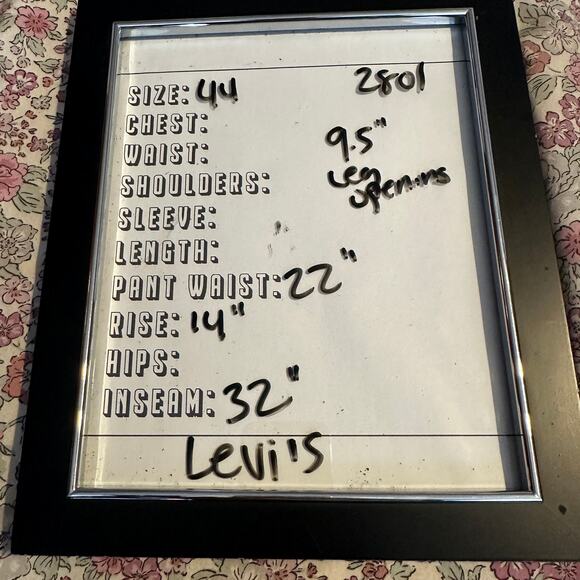 SIZE: 44
2801
CHEST:
WAIST:
9.5"
Leg
opening
SHOULDERS:
SLEEVE:
LENGTH:
PANT WAIST: 22"
RISE: 14"
HIPS:
INSEAM: 32"
Levi's